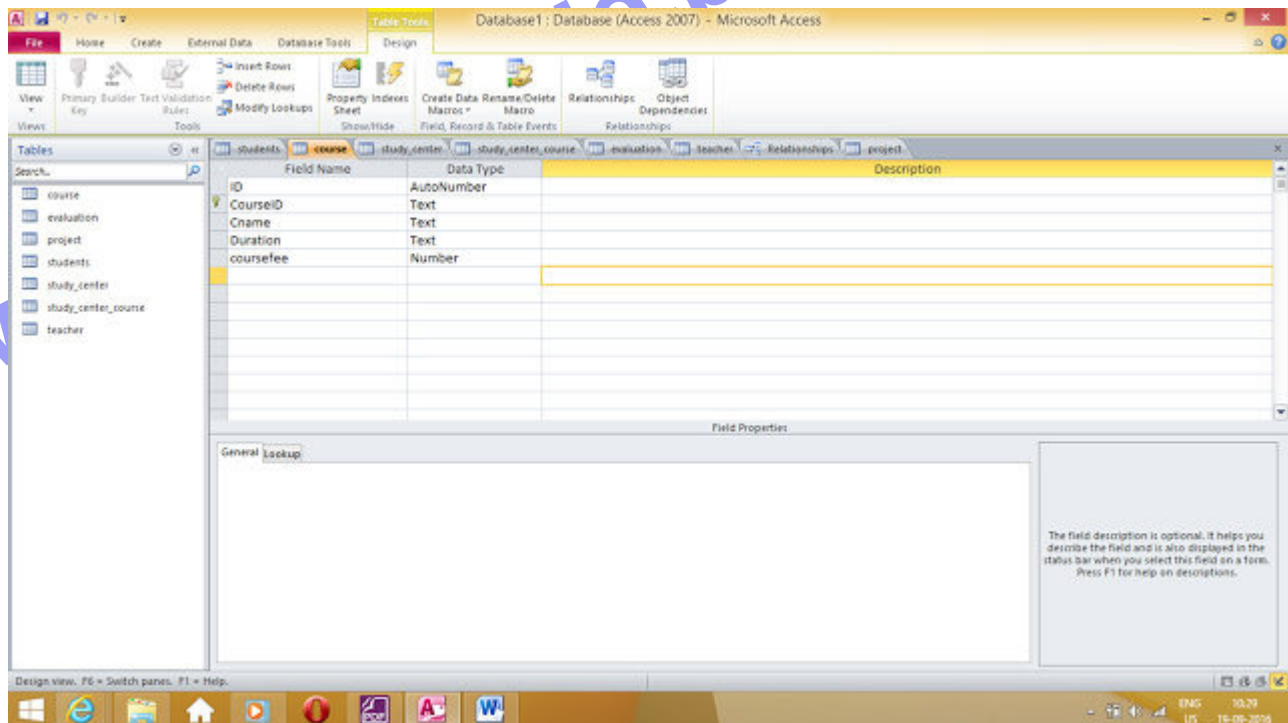 Table Tools
Database1 : Database (Access 2007) - Microsoft Access
File Home Create External Data Database Tools Design
View
Primary Key
Builder
Test Validation Rules
Insert Rows
Delete Rows
Modify Lookups
Property Sheet
Indexes
Create Data Macros
Rename/Delete Macro
Relationships
Object Dependencies
Views Tools Show/Hide Field, Record & Table Events Relationships
Tables
students course study_center study_center_course evaluation teacher Relationships project
Search..
course
evaluation
project
students
study_center
study_center_course
teacher
Field Name Data Type Description
ID AutoNumber
CourseID Text
Cname Text
Duration Text
coursefee Number
Field Properties
General Lookup
The field description is optional. It helps you
describe the field and is also displayed in the
status bar when you select this field on a form.
Press F1 for help on descriptions.
Design view. F6 = Switch panes. F1 = Help.
ENG 10:29
IN 19-09-2016